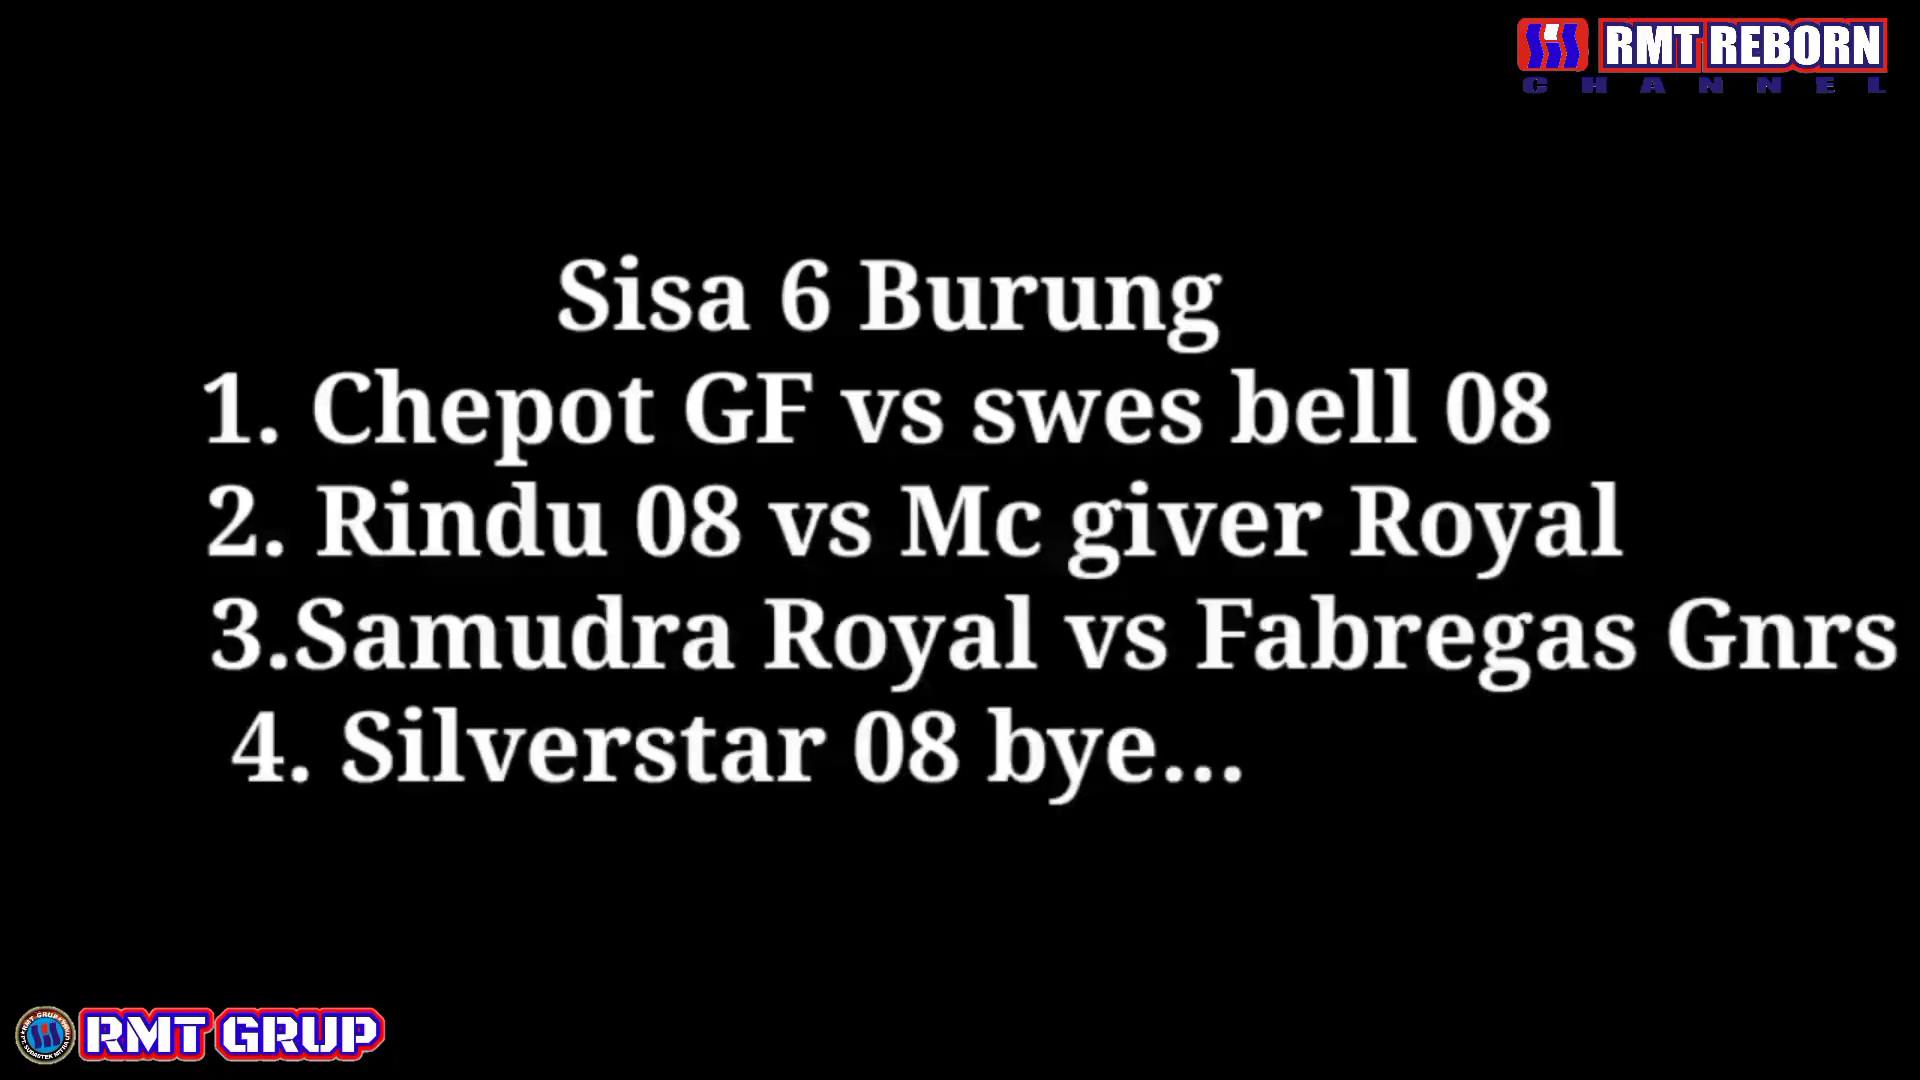 RMT REBORN
CHANNEL
Sisa 6 Burung
1. Chepot GF vs swes bell 08
2. Rindu 08 vs Mc giver Royal
3.Samudra Royal vs Fabregas Gnrs
4. Silverstar 08 bye...
RMT GRUP